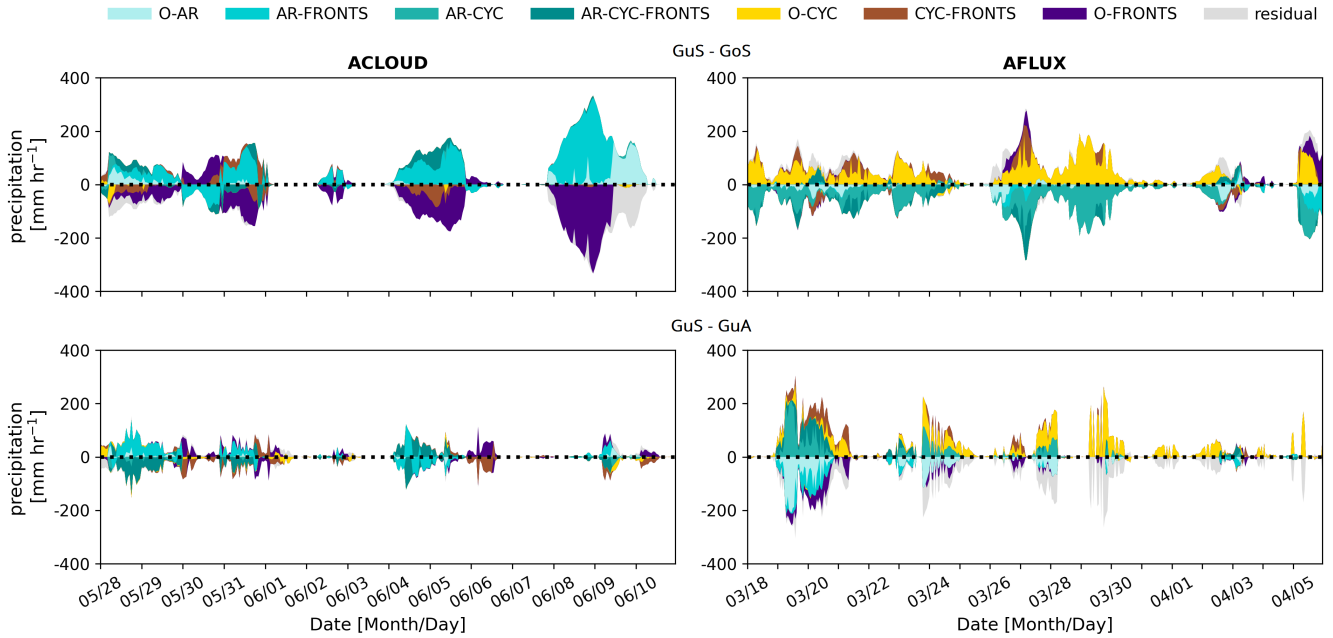 O-AR AR-FRONTS AR-CYC AR-CYC-FRONTS O-CYC CYC-FRONTS O-FRONTS residual
GuS - GoS
ACLOUD AFLUX
precipitation
[mm hr⁻¹]
400
200
0
-200
-400
400
200
0
-200
-400
GuS - GuA
precipitation
[mm hr⁻¹]
400
200
0
-200
-400
400
200
0
-200
-400
05/28 05/29 05/30 05/31 06/01 06/02 06/03 06/04 06/05 06/06 06/07 06/08 06/09 06/10
03/18 03/20 03/22 03/24 03/26 03/28 03/30 04/01 04/03 04/05
Date [Month/Day] Date [Month/Day]